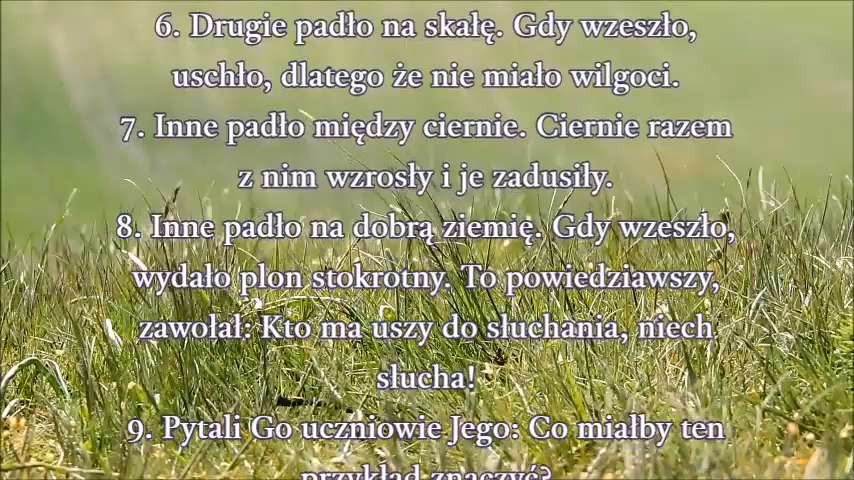 6. Drugie padło na skałę. Gdy wzeszło,
uschło, dlatego że nie miało wilgoci.
7. Inne padło między ciernie. Ciernie razem
z nim wzrosły i je zadusiły.
8. Inne padło na dobrą ziemię. Gdy wzeszło,
wydało plon stokrotny. To powiedziawszy,
zawołał: Kto ma uszy do słuchania, niech
słucha!
9. Pytali Go uczniowie Jego: Co miałby ten
przykład znaczyć?